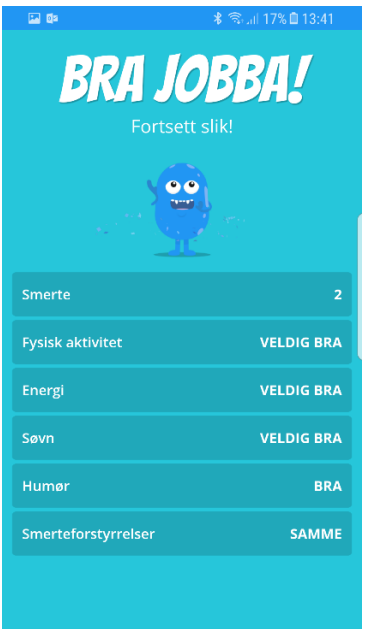 17% 13:41
BRA JOBBA!
Fortsett slik!
Smerte 2
Fysisk aktivitet VELDIG BRA
Energi VELDIG BRA
Søvn VELDIG BRA
Humør BRA
Smerteforstyrrelser SAMME